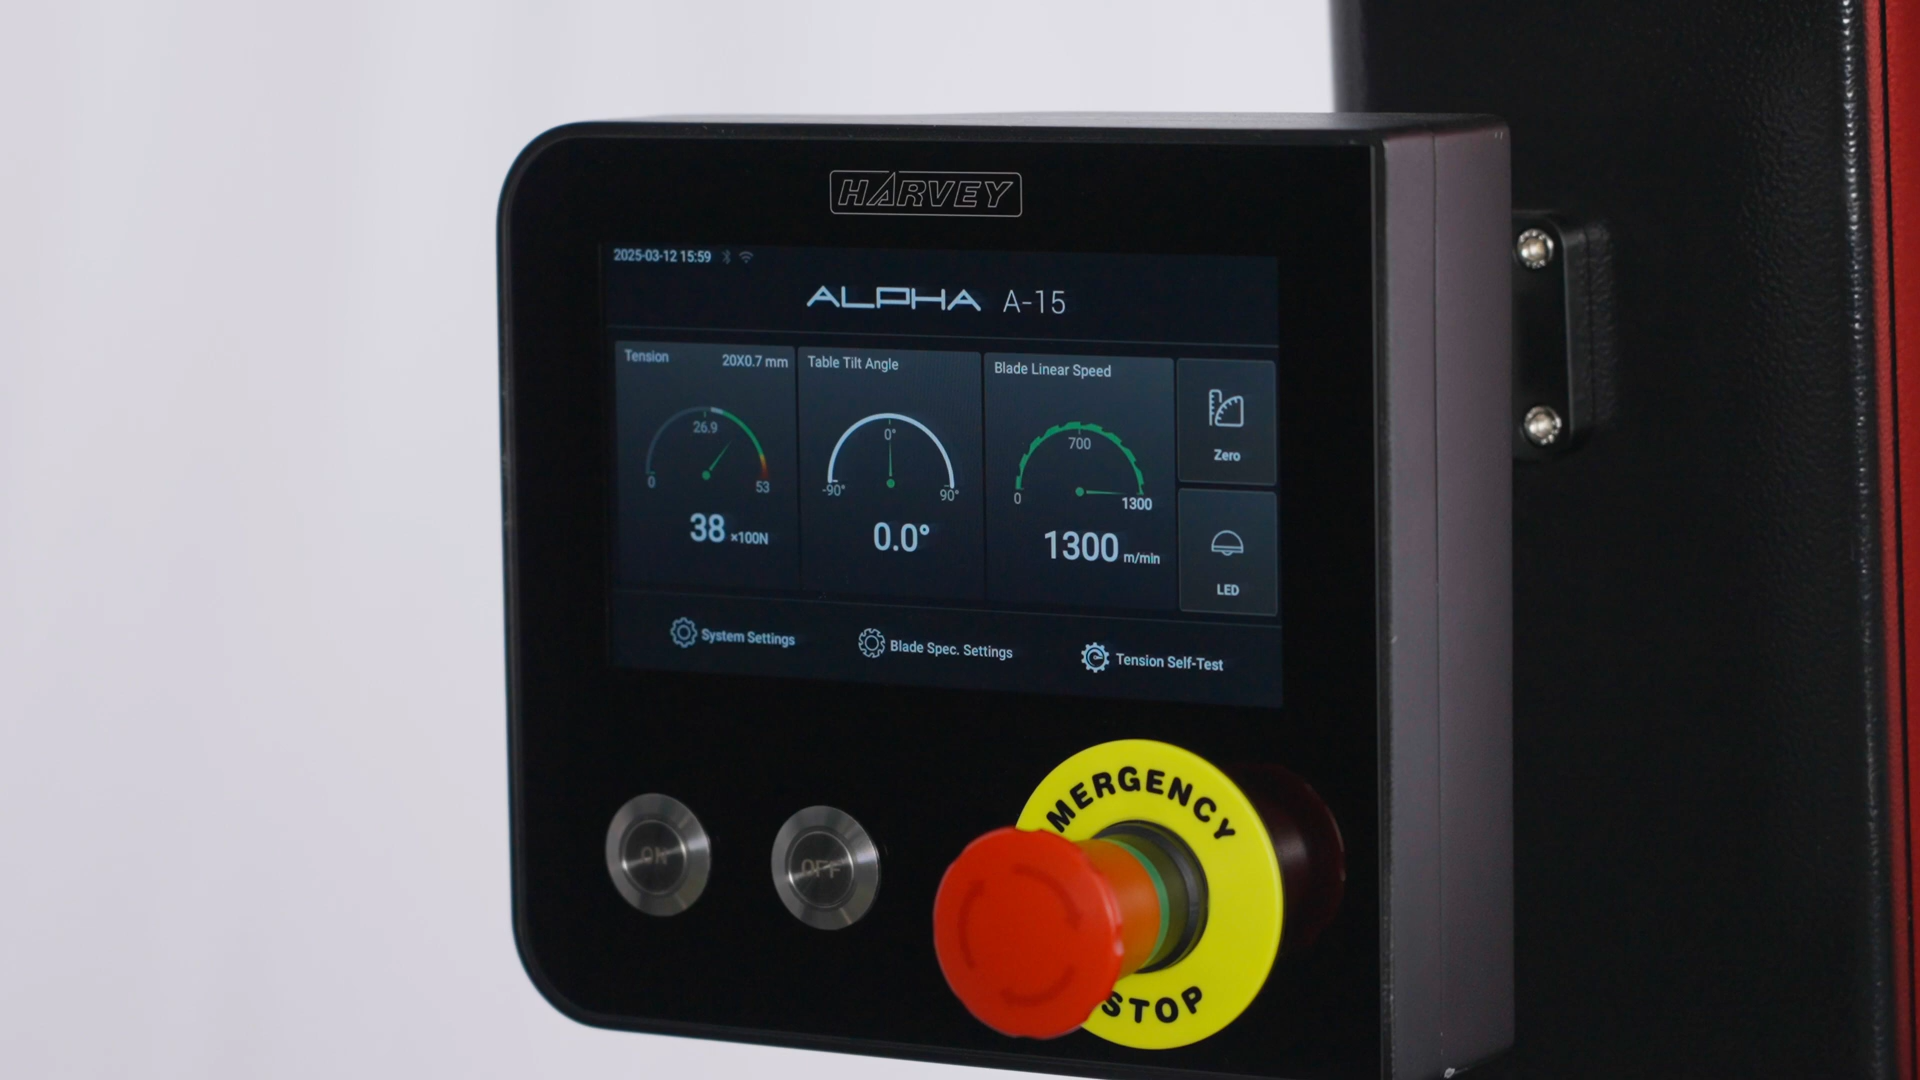 HARVEY
2025-03-12 15:59
ALPHA A-15
Tension 20X0.7 mm
26.9
0 53
38 ×100N
Table Tilt Angle
0°
-90° 90°
0.0°
Blade Linear Speed
700
0 1300
1300 m/min
Zero
LED
System Settings
Blade Spec. Settings
Tension Self-Test
ON
OFF
MERGENCY
STOP